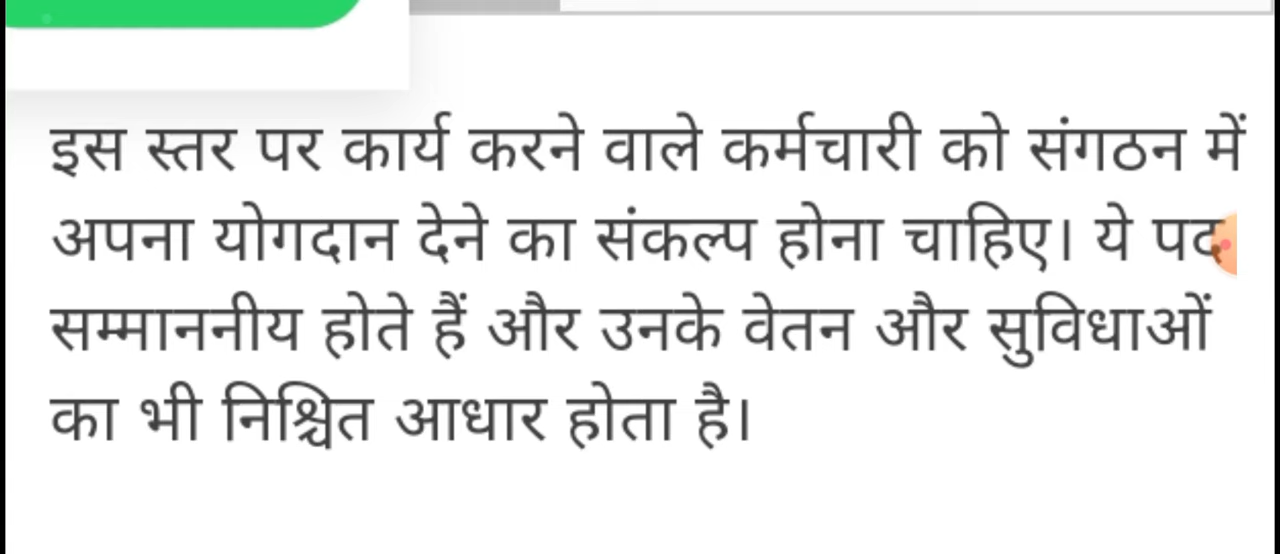 इस स्तर पर कार्य करने वाले कर्मचारी को संगठन में
अपना योगदान देने का संकल्प होना चाहिए। ये पद
सम्माननीय होते हैं और उनके वेतन और सुविधाओं
का भी निश्चित आधार होता है।